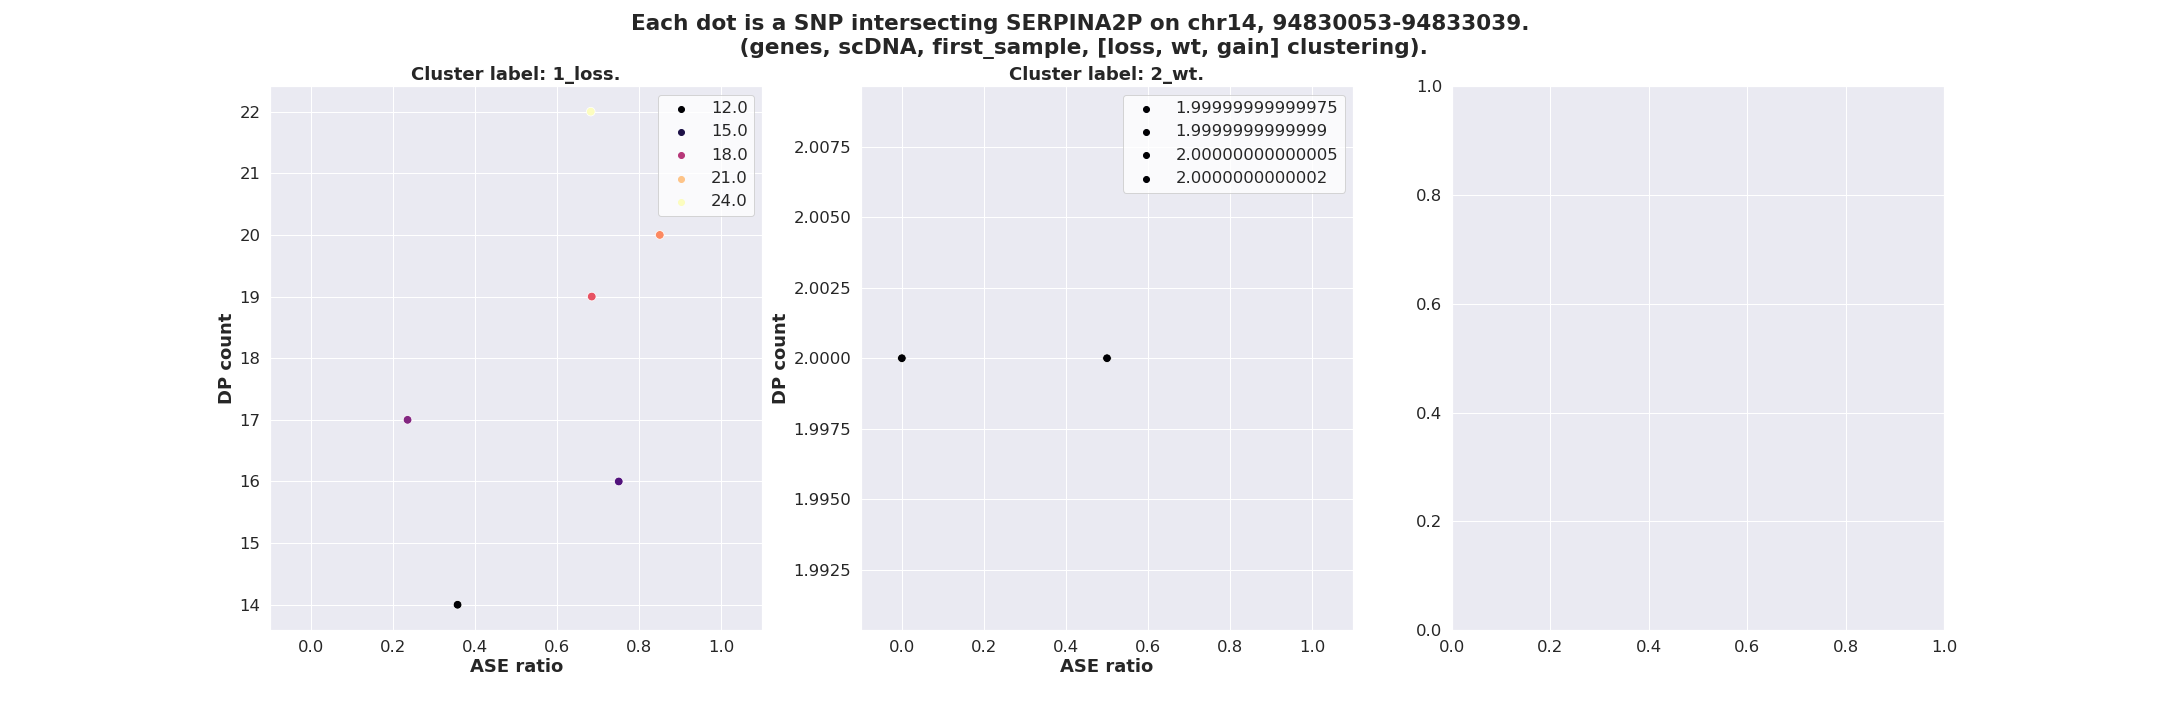 Each dot is a SNP intersecting SERPINA2P on chr14, 94830053-94833039.
(genes, scDNA, first_sample, [loss, wt, gain] clustering).
Cluster label: 1_loss.
22
21
20
19
18
17
16
15
14
DP count
12.0
15.0
18.0
21.0
24.0
0.0 0.2 0.4 0.6 0.8 1.0
ASE ratio
Cluster label: 2_wt.
2.0075
2.0050
2.0025
2.0000
1.9975
1.9950
1.9925
DP count
1.99999999999975
1.9999999999999
2.00000000000005
2.0000000000002
0.0 0.2 0.4 0.6 0.8 1.0
ASE ratio
1.0
0.8
0.6
0.4
0.2
0.0
0.0 0.2 0.4 0.6 0.8 1.0